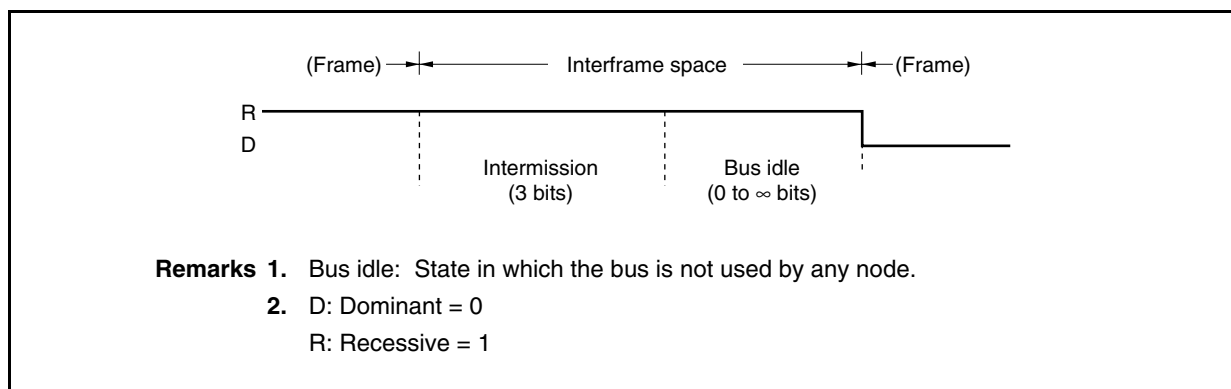 (Frame) Interframe space (Frame)
R
D
Intermission Bus idle
(3 bits) (0 to ∞ bits)
Remarks 1. Bus idle: State in which the bus is not used by any node.
2. D: Dominant = 0
R: Recessive = 1